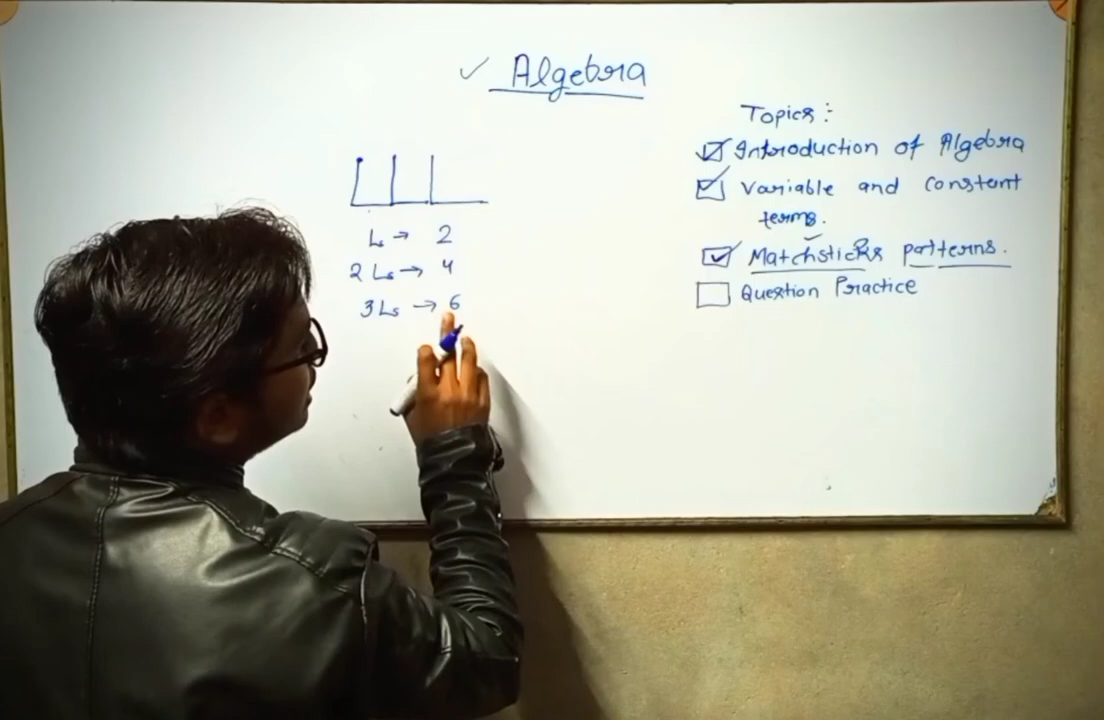 ✓ Algebra
Ls → 2
2 Ls → 4
3 Ls → 6
Topics :
☑ Introduction of Algebra
☑ Variable and constant
terms.
☑ Matchsticks patterns.
☐ Question Practice